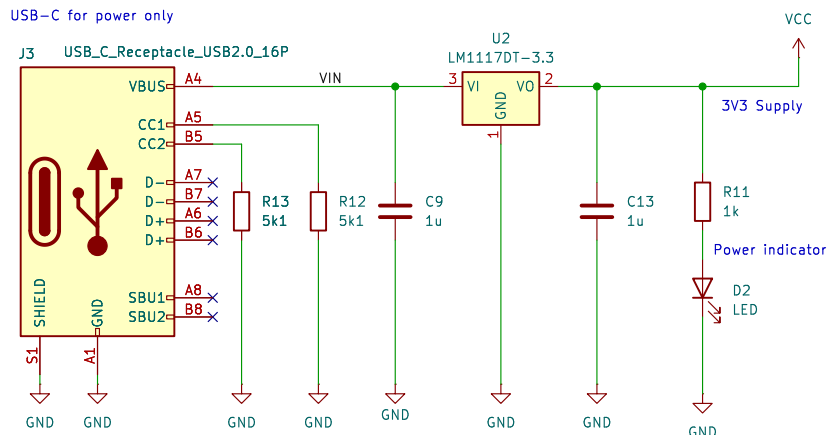 USB-C for power only
J3
USB_C_Receptacle_USB2.0_16P
VBUS
A4
CC1
A5
CC2
B5
D-
A7
D-
B7
D+
A6
D+
B6
SBU1
A8
SBU2
B8
SHIELD
GND
S1
A1
VIN
U2
LM1117DT-3.3
3
VI
VO
2
GND
1
VCC
3V3 Supply
R13
5k1
R12
5k1
C9
1u
C13
1u
R11
1k
Power indicator
D2
LED
GND
GND
GND
GND
GND
GND
GND
GND